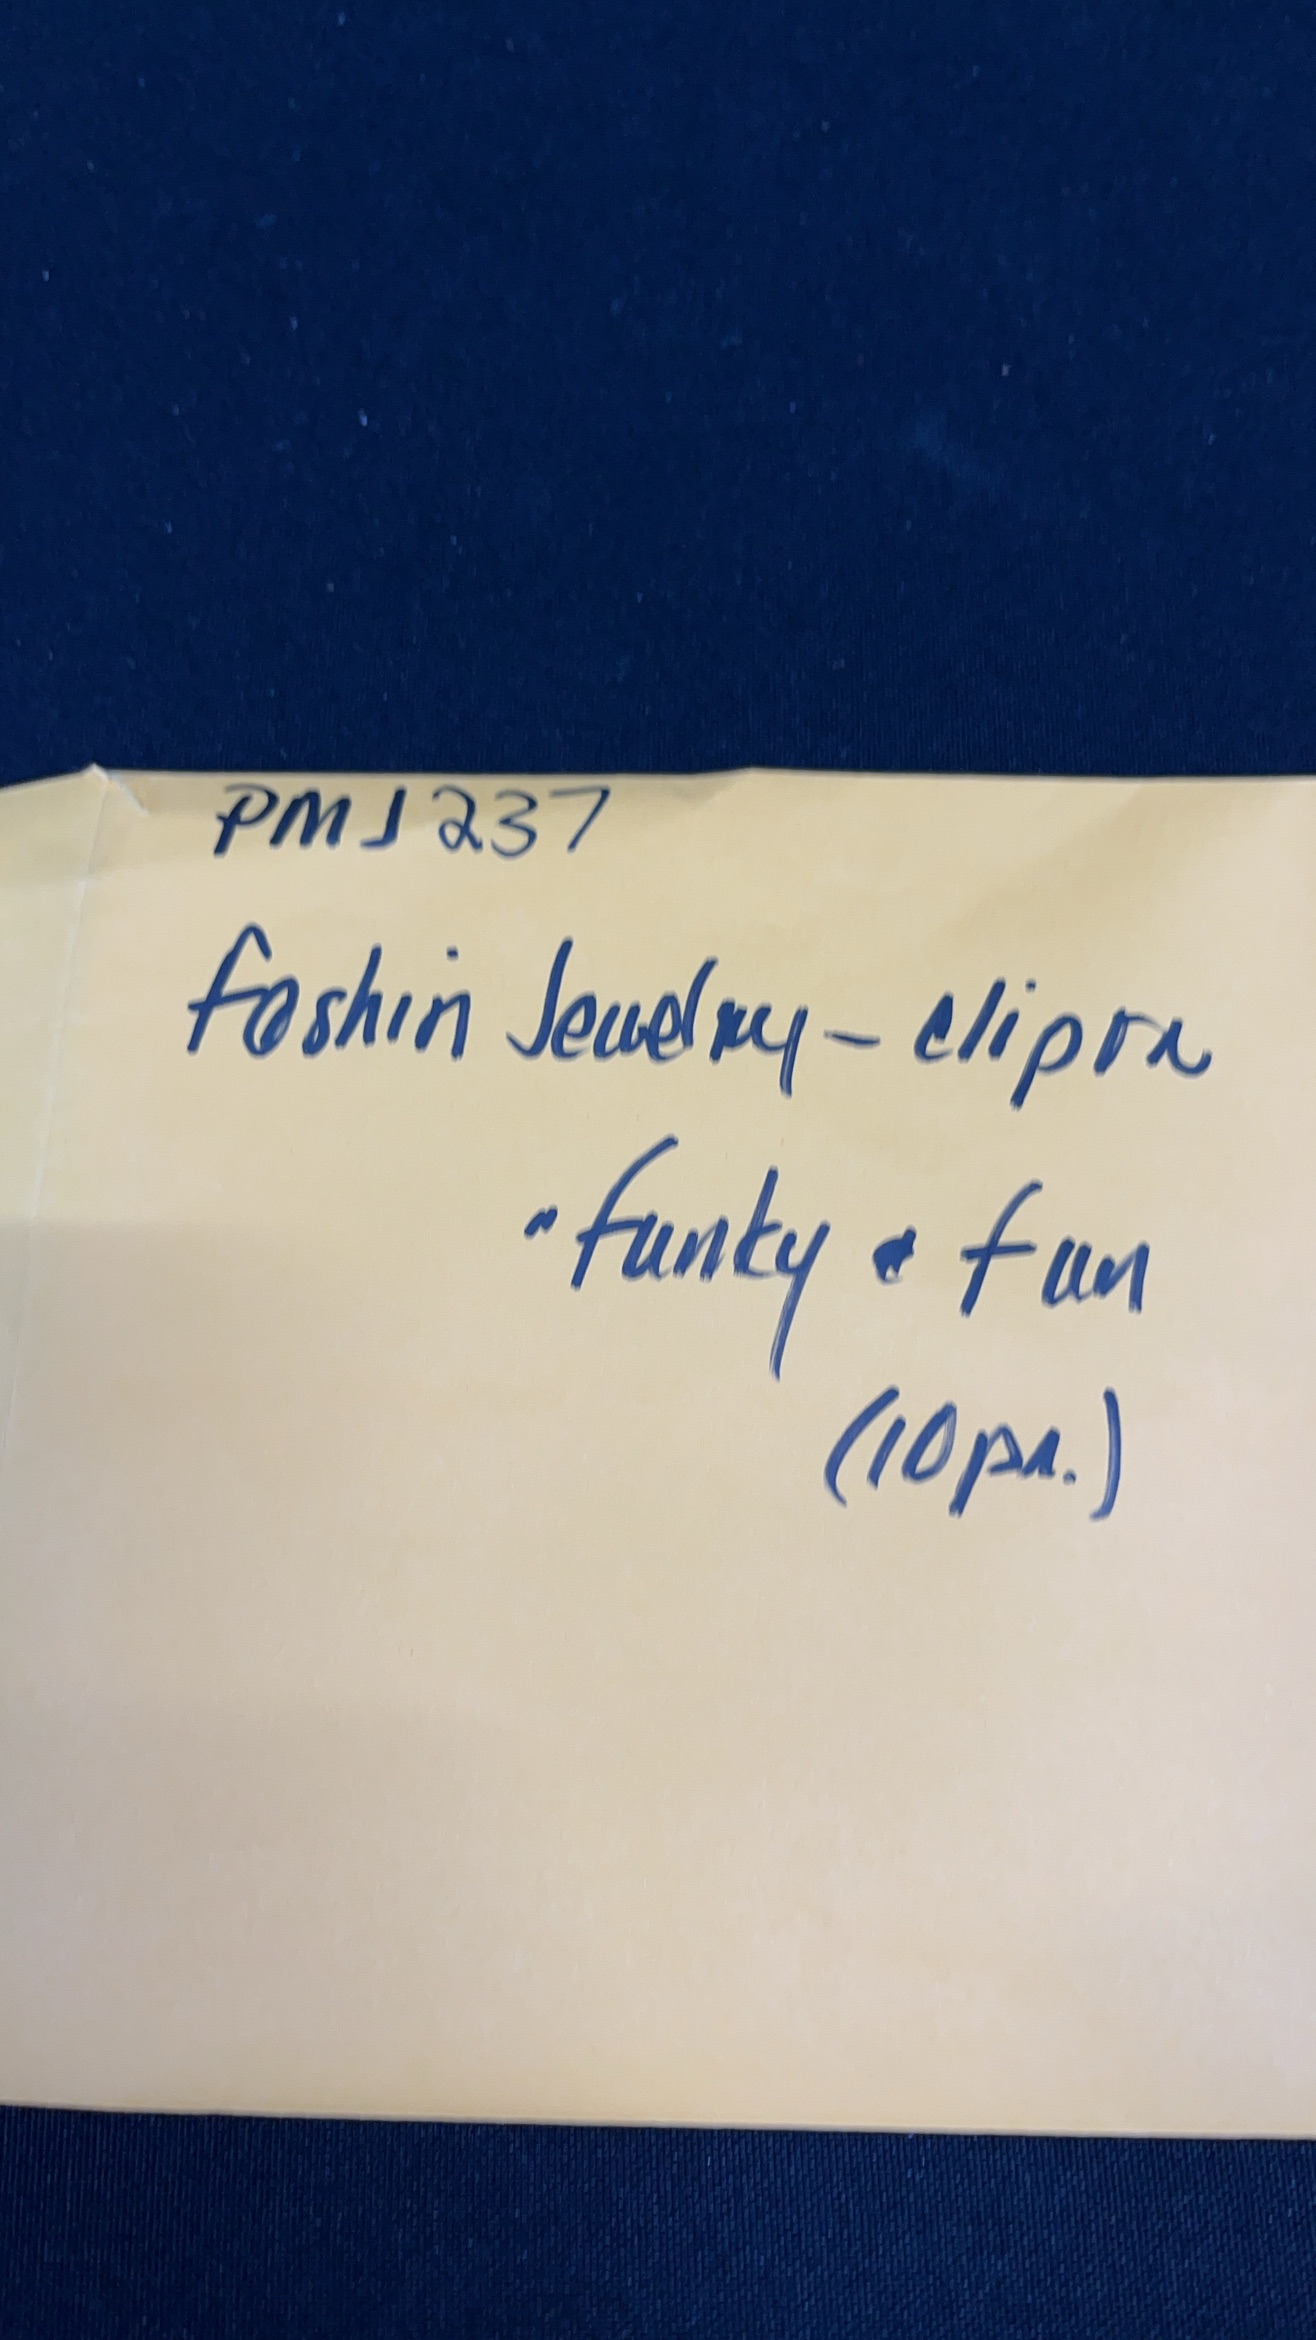 PMJ237
fashin Jewelry - clipon
"funky & fun
(10pr.)